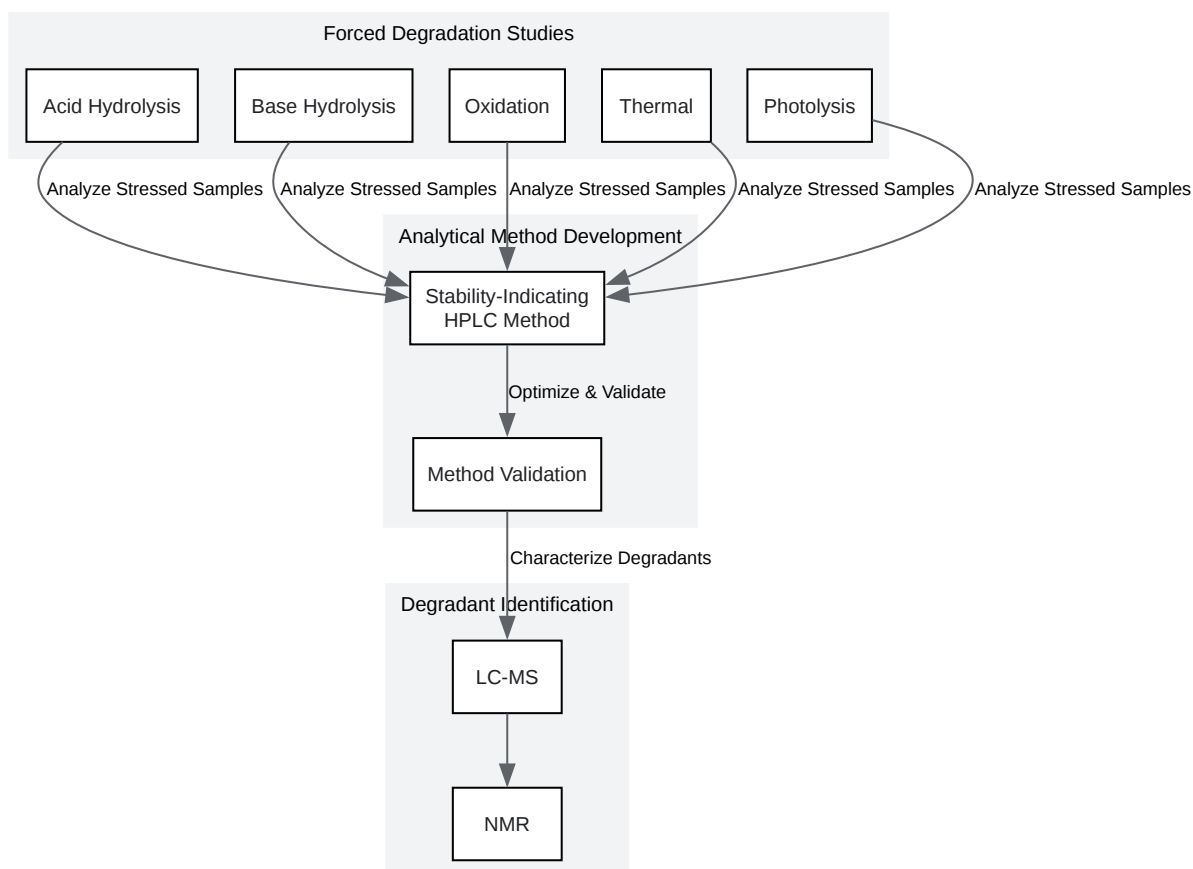 Forced Degradation Studies
Acid Hydrolysis
Base Hydrolysis
Oxidation
Thermal
Photolysis
Analyze Stressed Samples
Analyze Stressed Samples
Analyze Stressed Samples
Analyze Stressed Samples
Analyze Stressed Samples
Analytical Method Development
Stability-Indicating
HPLC Method
Optimize & Validate
Method Validation
Characterize Degradants
Degradant Identification
LC-MS
NMR